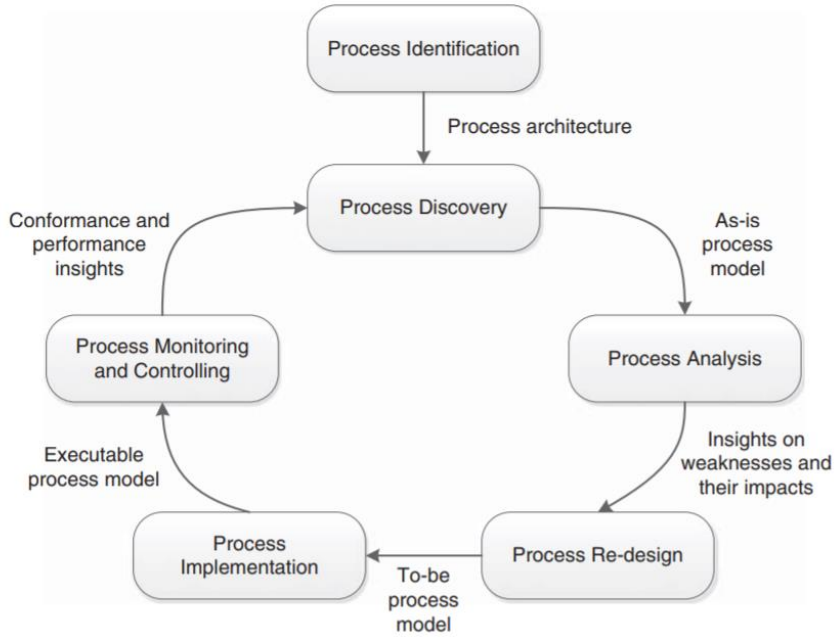 Process Identification
Process architecture
Process Discovery
Conformance and
performance
insights
As-is
process
model
Process Monitoring
and Controlling
Process Analysis
Executable
process model
Insights on
weaknesses and
their impacts
Process
Implementation
To-be
process
model
Process Re-design